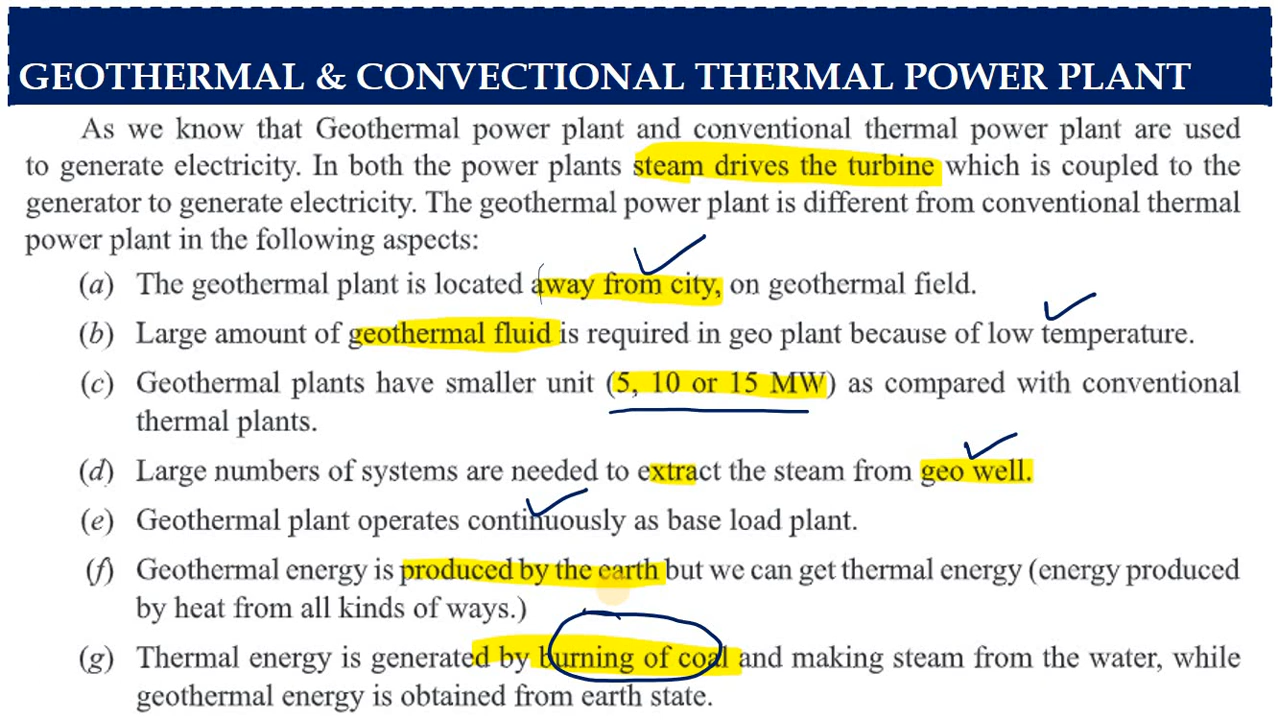 GEOTHERMAL & CONVECTIONAL THERMAL POWER PLANT
As we know that Geothermal power plant and conventional thermal power plant are used
to generate electricity. In both the power plants steam drives the turbine which is coupled to the
generator to generate electricity. The geothermal power plant is different from conventional thermal
power plant in the following aspects:
(a) The geothermal plant is located away from city, on geothermal field.
(b) Large amount of geothermal fluid is required in geo plant because of low temperature.
(c) Geothermal plants have smaller unit (5, 10 or 15 MW) as compared with conventional
thermal plants.
(d) Large numbers of systems are needed to extract the steam from geo well.
(e) Geothermal plant operates continuously as base load plant.
(f) Geothermal energy is produced by the earth but we can get thermal energy (energy produced
by heat from all kinds of ways.)
(g) Thermal energy is generated by burning of coal and making steam from the water, while
geothermal energy is obtained from earth state.